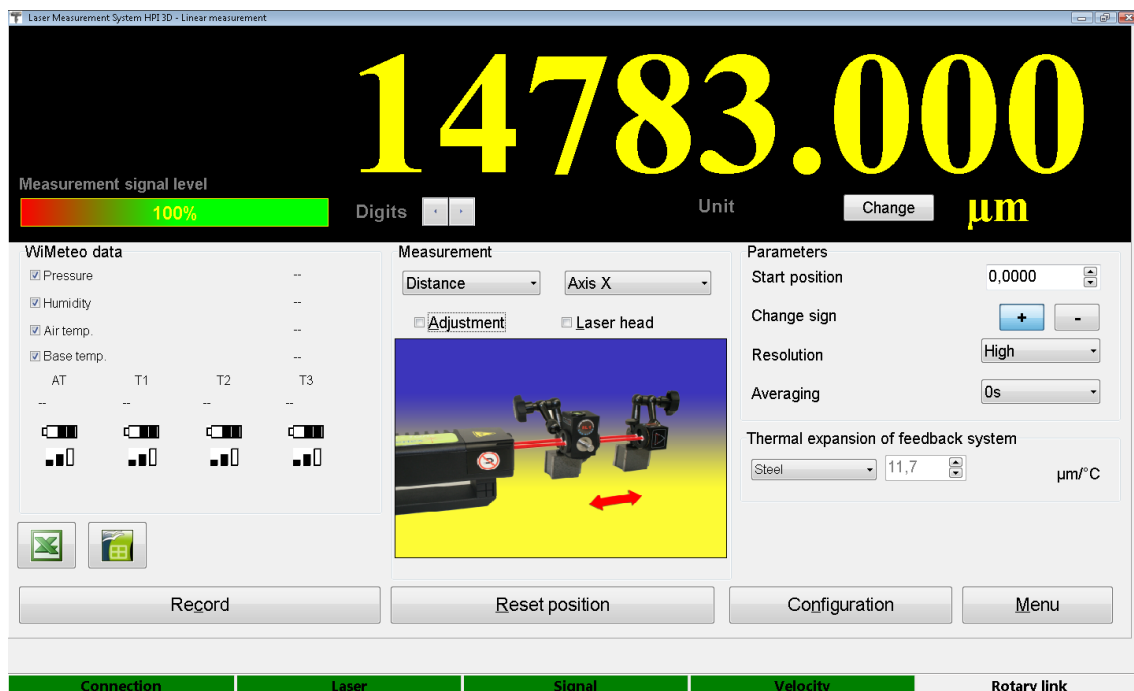 Laser Measurement System HPI 3D - Linear measurement
14783.000
Measurement signal level
100%
Digits
Unit
Change
µm
WiMeteo data
Pressure --
Humidity --
Air temp. --
Base temp. --
AT T1 T2 T3
-- -- -- --
Measurement
Distance Axis X
Adjustment Laser head
Parameters
Start position 0,0000
Change sign + -
Resolution High
Averaging 0s
Thermal expansion of feedback system
Steel 11,7 µm/°C
Record Reset position Configuration Menu
Connection Laser Signal Velocity Rotary link